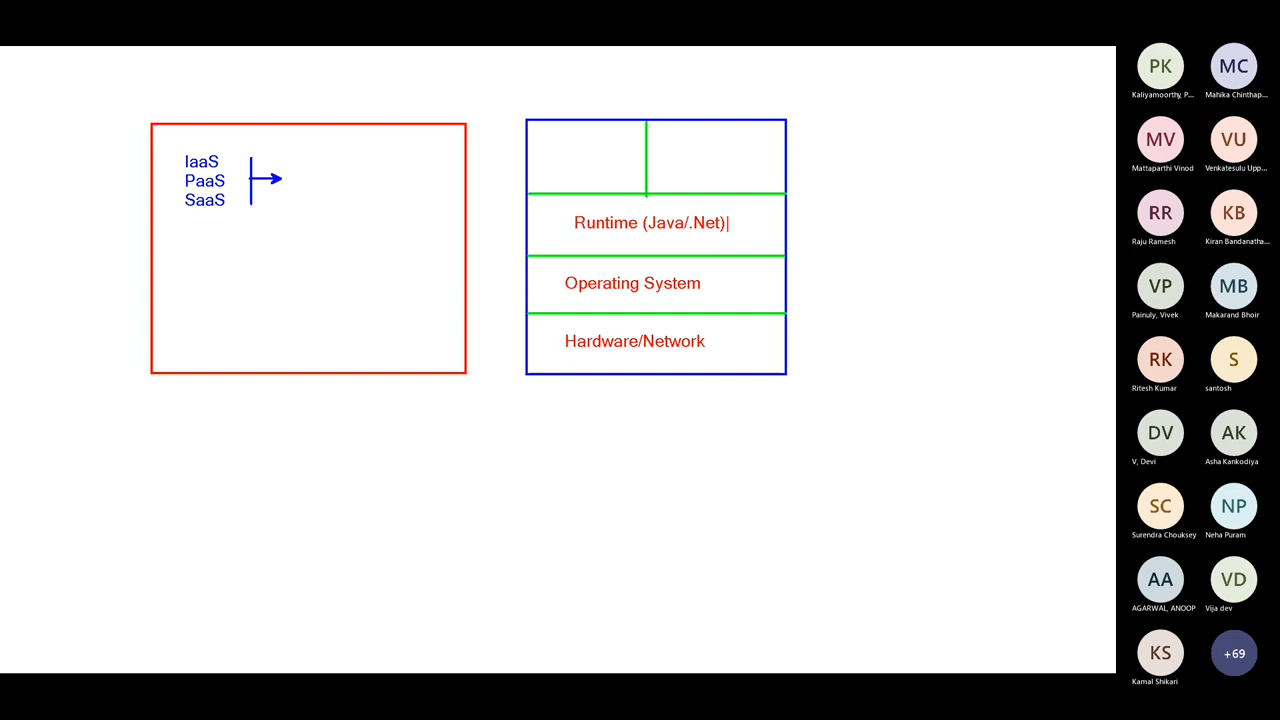 IaaS
PaaS
SaaS
Runtime (Java/.Net)
Operating System
Hardware/Network
PK
Kaliyamoorthy, P...
MC
Mahika Chinthap...
MV
Mattaparthi Vinod
VU
Venkatesulu Upp...
RR
Raju Ramesh
KB
Kiran Bandanatha...
VP
Painuly, Vivek
MB
Makarand Bhoir
RK
Ritesh Kumar
S
santosh
DV
V, Devi
AK
Asha Kankodiya
SC
Surendra Chouksey
NP
Neha Puram
AA
AGARWAL, ANOOP
VD
Vija dev
KS
Kamal Shikari
+69